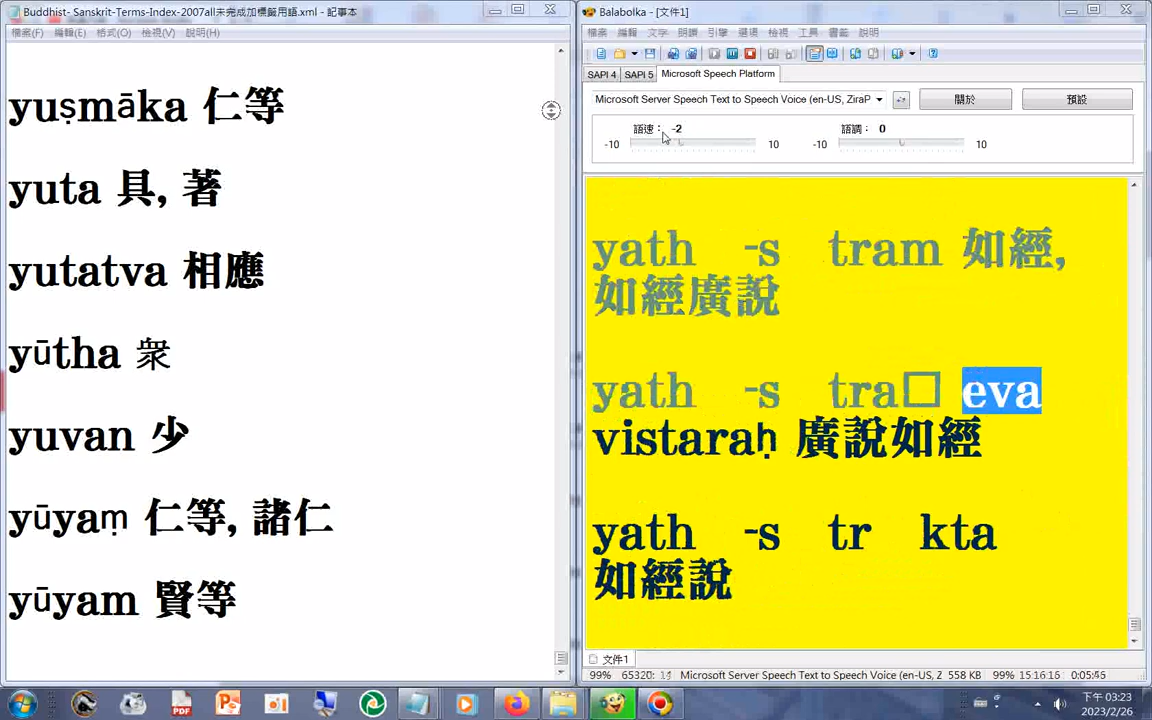 Buddhist- Sanskrit-Terms-Index-2007all未完成加標籤用語.xml - 記事本
檔案(F) 編輯(E) 格式(O) 檢視(V) 說明(H)
yuṣmāka 仁等
yuta 具, 著
yutatva 相應
yūtha 衆
yuvan 少
yūyaṃ 仁等, 諸仁
yūyam 賢等
Balabolka - [文件1]
檔案 編輯 文字 朗讀 引擎 選項 檢視 工具 書籤 說明
SAPI 4 SAPI 5 Microsoft Speech Platform
Microsoft Server Speech Text to Speech Voice (en-US, ZiraP
關於 預設
語速： -2 語調： 0
-10 10 -10 10
yath -s tram 如經,
如經廣說
yath -s tra□ eva
vistaraḥ 廣說如經
yath -s tr kta
如經說
文件1
99% 65320: 14 Microsoft Server Speech Text to Speech Voice (en-US, Z 558 KB 99% 15:16:16 0:05:46
下午 03:23
2023/2/26